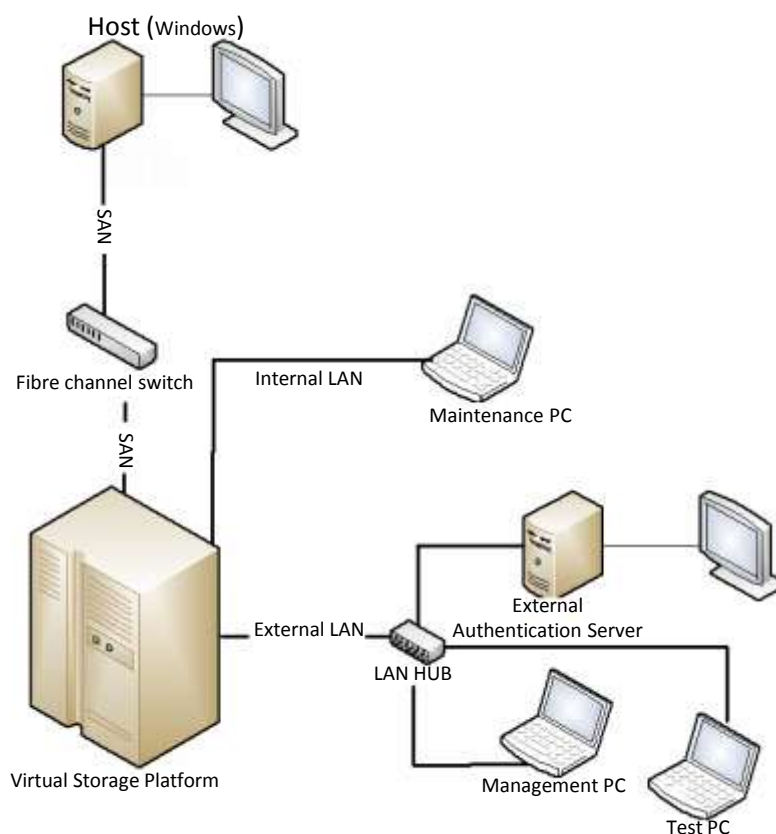 Host (Windows)
SAN
Fibre channel switch
Internal LAN
Maintenance PC
SAN
External LAN
External
Authentication Server
LAN HUB
Virtual Storage Platform
Management PC
Test PC